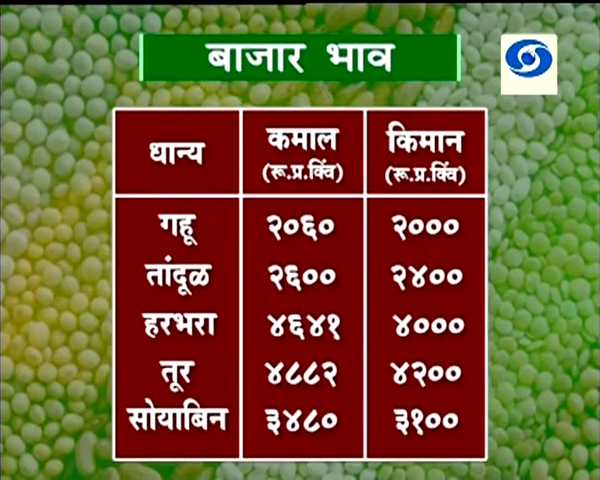 बाजार भाव
धान्य कमाल (रू.प्र.क्विं) किमान (रू.प्र.क्विं)
गहू २०६० २०००
तांदूळ २६०० २४००
हरभरा ४६४१ ४०००
तूर ४८८२ ४२००
सोयाबिन ३४८० ३१००